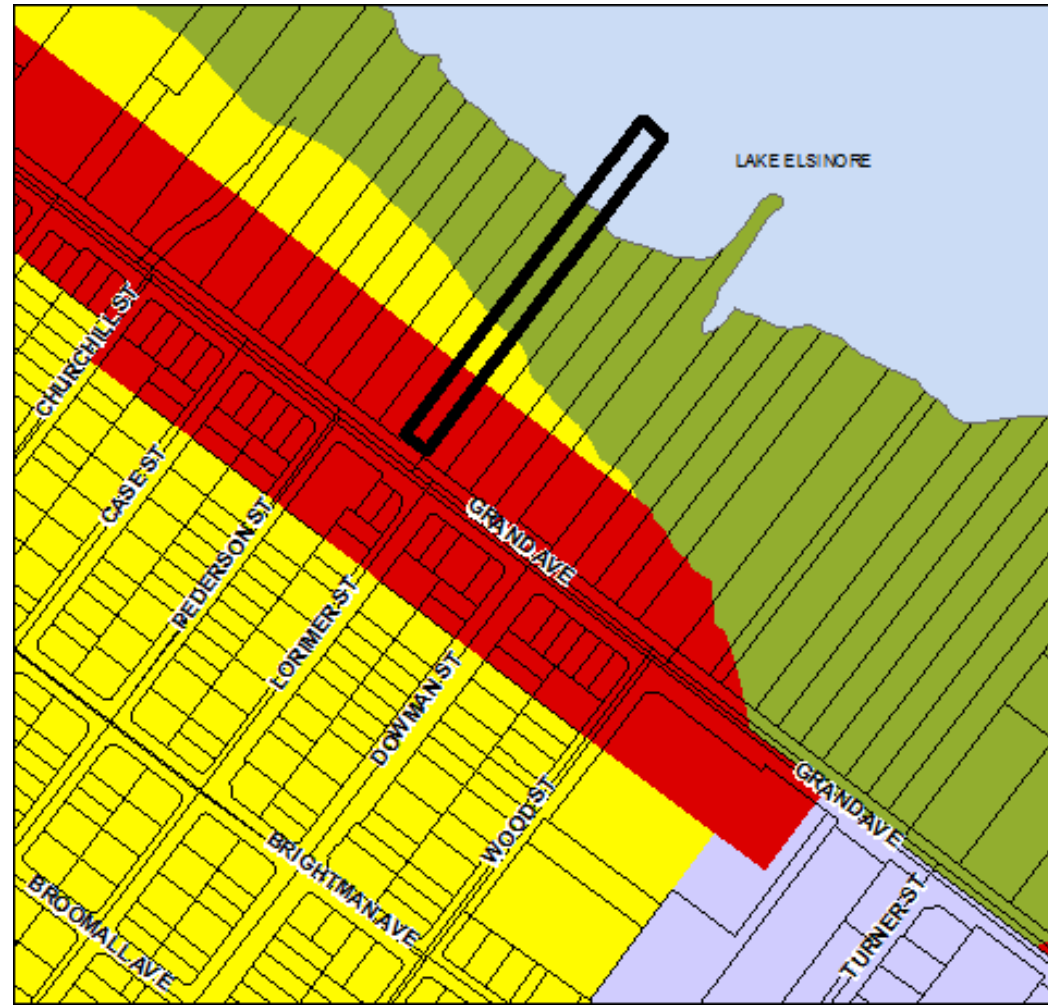 LAKE ELSINORE
CHURCHILL ST
CASE ST
PEDERSON ST
GRAND AVE
LORIMER ST
DOWMAN ST
WOOD ST
GRAND AVE
BRIGHTMAN AVE
BROOMALL AVE
TURNER ST